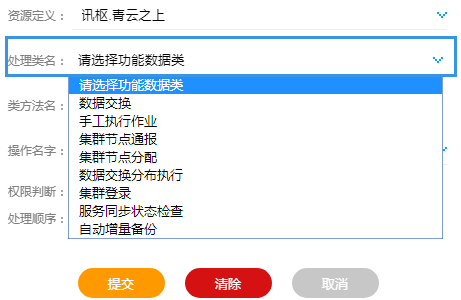 资源定义： 讯枢.青云之上
处理类名： 请选择功能数据类
请选择功能数据类
类方法名：
数据交换
手工执行作业
集群节点通报
操作名字：
集群节点分配
数据交换分布执行
权限判断：
集群登录
处理顺序：
服务同步状态检查
自动增量备份
提交 清除 取消